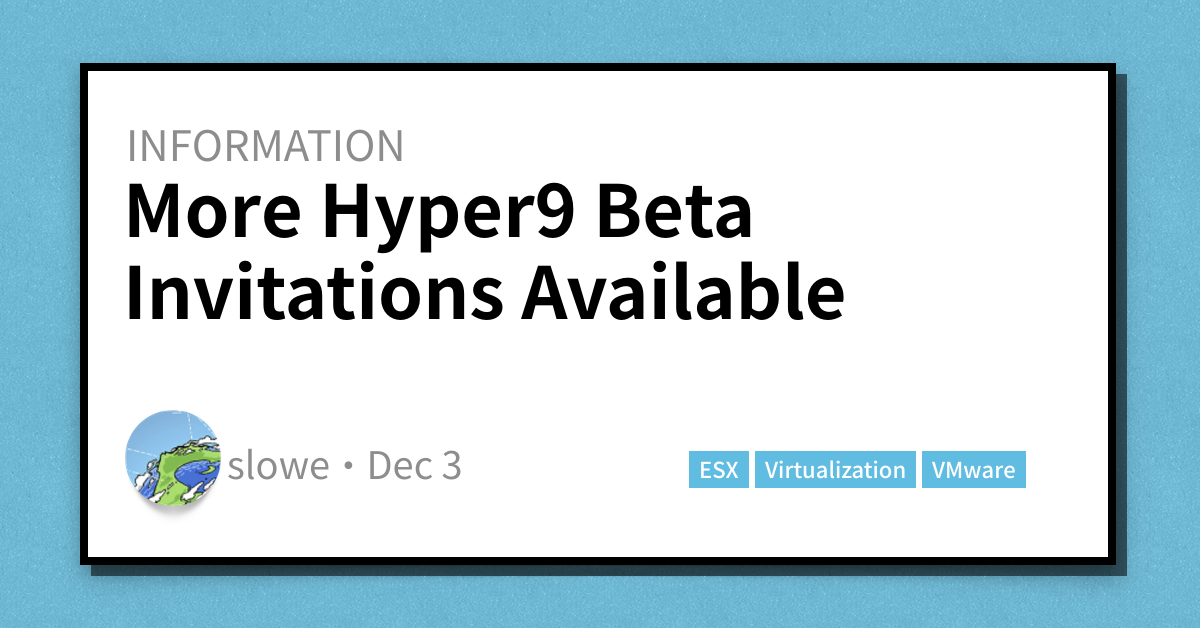 INFORMATION
More Hyper9 Beta
Invitations Available
slowe • Dec 3
ESX Virtualization VMware